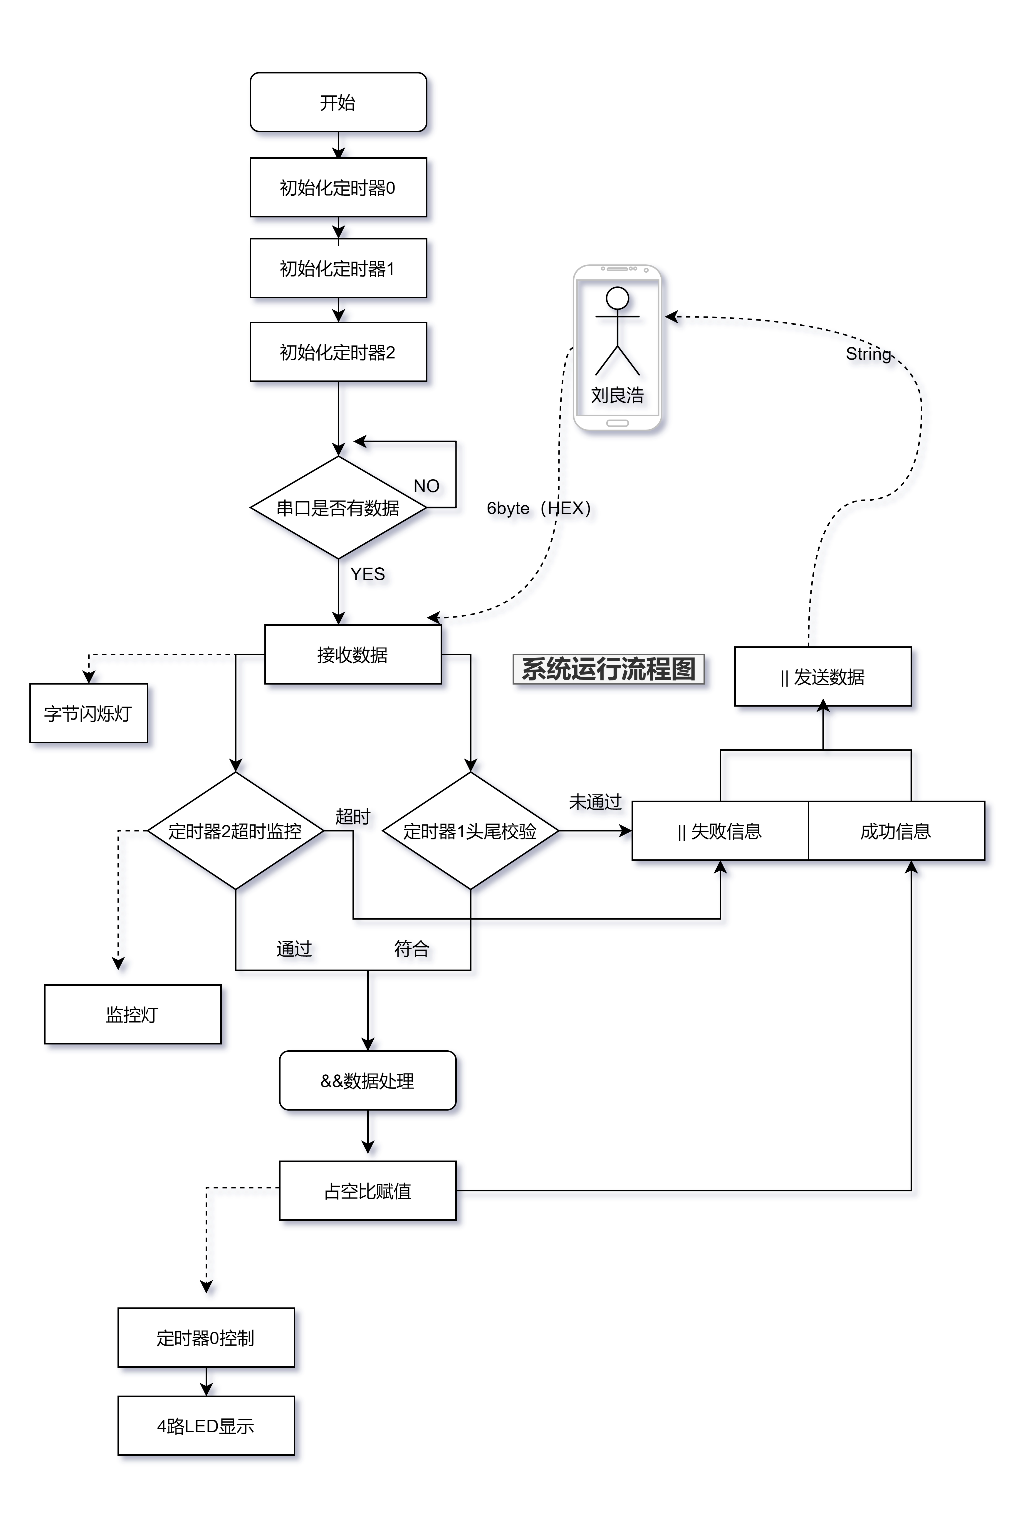 开始
初始化定时器0
初始化定时器1
初始化定时器2
刘良浩
String
NO
串口是否有数据
6byte（HEX）
YES
接收数据
系统运行流程图
|| 发送数据
字节闪烁灯
定时器2超时监控
超时
定时器1头尾校验
未通过
|| 失败信息
成功信息
通过
符合
监控灯
&&数据处理
占空比赋值
定时器0控制
4路LED显示